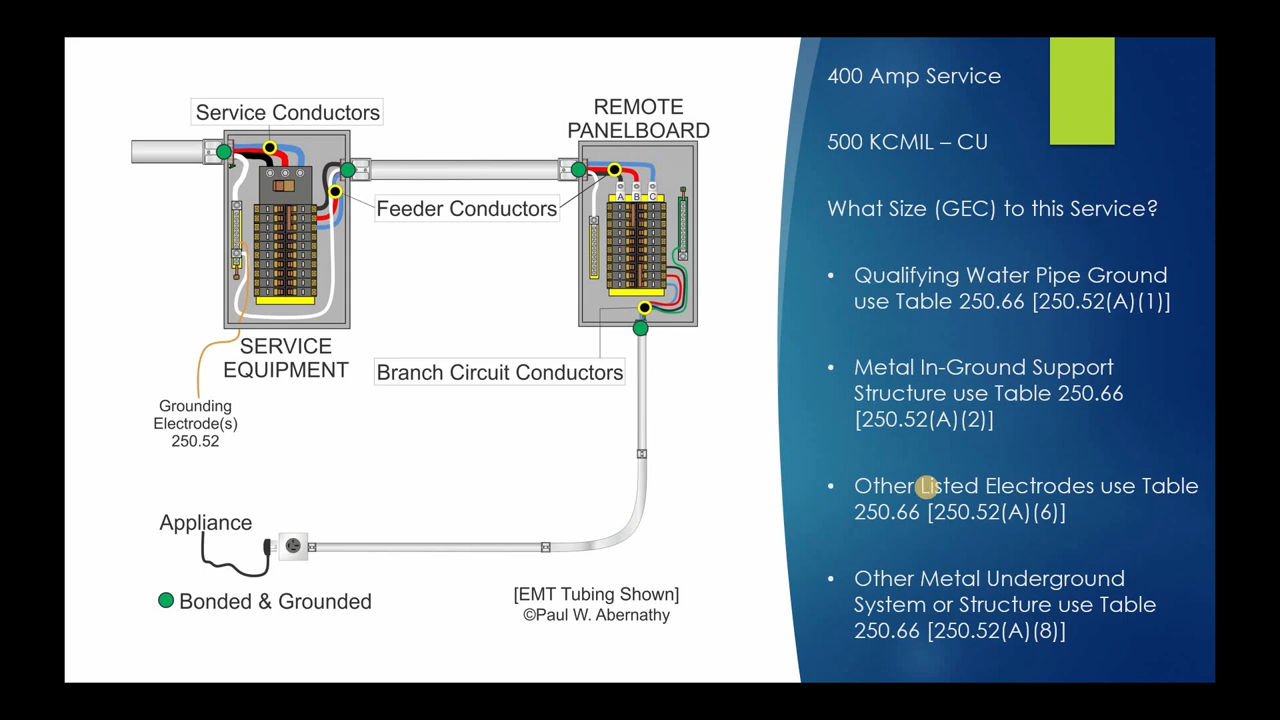 Service Conductors
REMOTE
PANELBOARD
Feeder Conductors
A B C
SERVICE
EQUIPMENT
Branch Circuit Conductors
Grounding
Electrode(s)
250.52
Appliance
Bonded & Grounded
[EMT Tubing Shown]
©Paul W. Abernathy
400 Amp Service
500 KCMIL – CU
What Size (GEC) to this Service?
• Qualifying Water Pipe Ground
use Table 250.66 [250.52(A)(1)]
• Metal In-Ground Support
Structure use Table 250.66
[250.52(A)(2)]
• Other Listed Electrodes use Table
250.66 [250.52(A)(6)]
• Other Metal Underground
System or Structure use Table
250.66 [250.52(A)(8)]